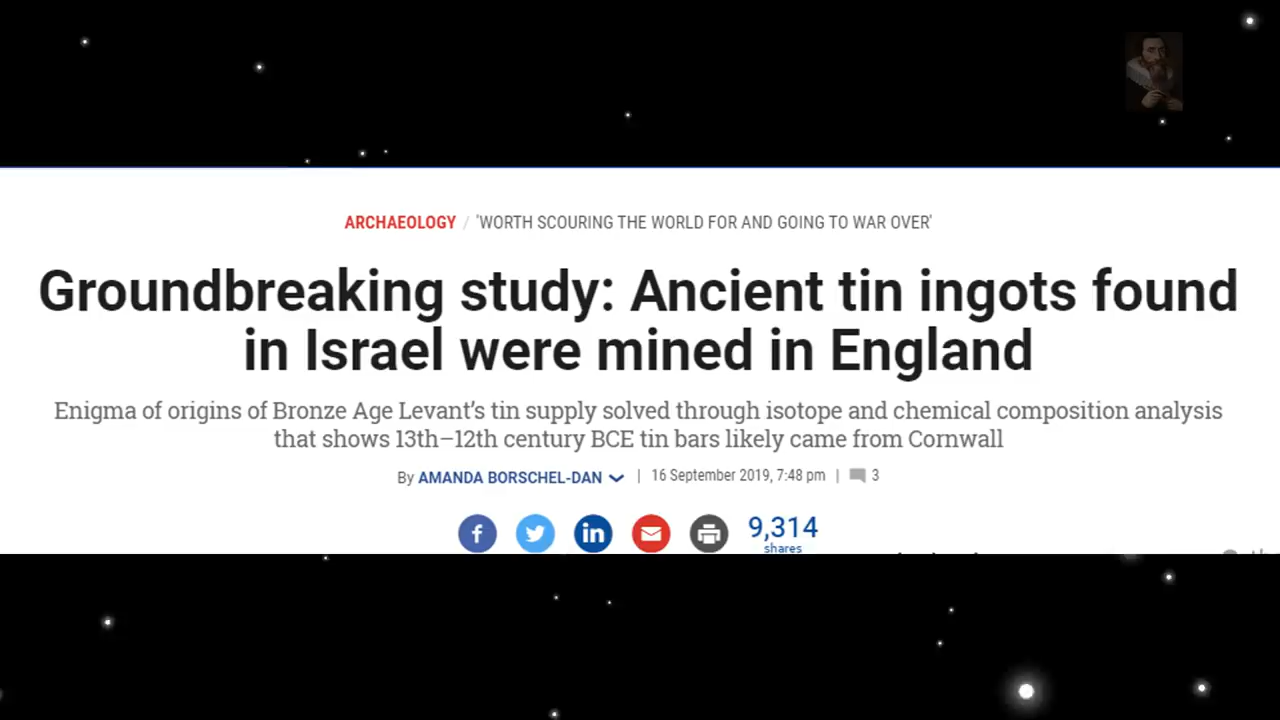 ARCHAEOLOGY / 'WORTH SCOURING THE WORLD FOR AND GOING TO WAR OVER'
Groundbreaking study: Ancient tin ingots found
in Israel were mined in England
Enigma of origins of Bronze Age Levant's tin supply solved through isotope and chemical composition analysis
that shows 13th–12th century BCE tin bars likely came from Cornwall
By AMANDA BORSCHEL-DAN | 16 September 2019, 7:48 pm | 3
f in 9,314
shares